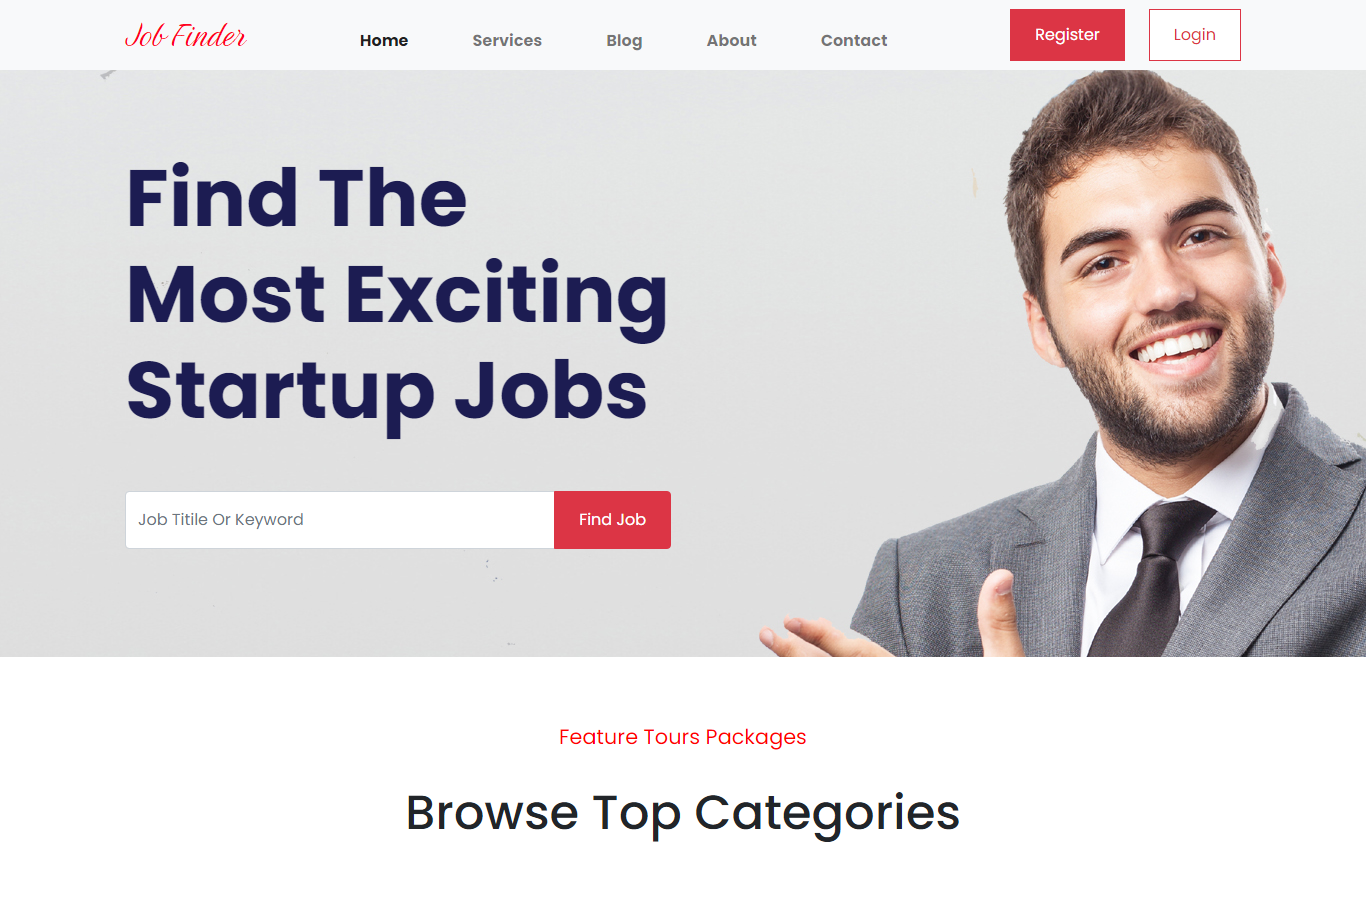 Job Finder
Home Services Blog About Contact
Register Login
Find The
Most Exciting
Startup Jobs
Job Titile Or Keyword
Find Job
Feature Tours Packages
Browse Top Categories